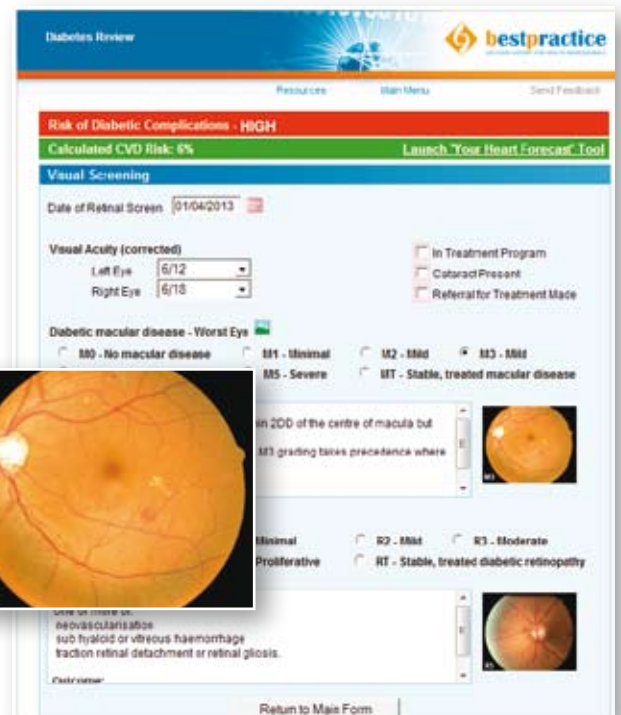 Diabetes Review
bestpractice
Resources Main Menu Send Feedback
Risk of Diabetic Complications - HIGH
Calculated CVD Risk: 6% Launch 'Your Heart Forecast' Tool
Visual Screening
Date of Retinal Screen 01/04/2013
Visual Acuity (corrected)
In Treatment Program
Left Eye 6/12
Cataract Present
Right Eye 6/18
Referral for Treatment Made
Diabetic macular disease - Worst Eye
M0 - No macular disease M1 - Minimal M2 - Mild M3 - Mild
M5 - Severe MT - Stable, treated macular disease
in 2DD of the centre of macula but
M3 grading takes precedence where
M3
Minimal R2 - Mild R3 - Moderate
Proliferative RT - Stable, treated diabetic retinopathy
one or more of:
neovascularisation
sub hyaloid or vitreous haemorrhage
traction retinal detachment or retinal gliosis.
Outcome:
R5
Return to Main Form